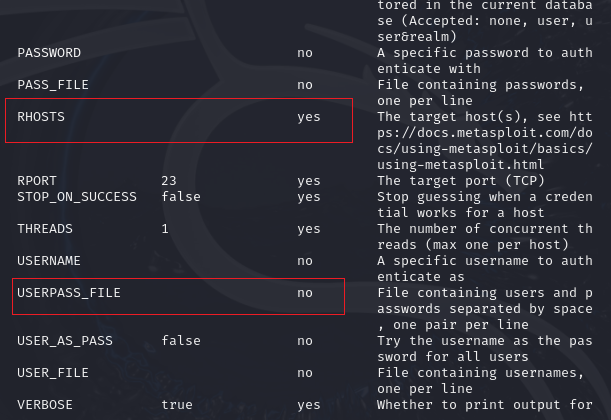 tored in the current databa
se (Accepted: none, user, u
ser&realm)
PASSWORD no A specific password to auth
enticate with
PASS_FILE no File containing passwords,
one per line
RHOSTS yes The target host(s), see htt
ps://docs.metasploit.com/do
cs/using-metasploit/basics/
using-metasploit.html
RPORT 23 yes The target port (TCP)
STOP_ON_SUCCESS false yes Stop guessing when a creden
tial works for a host
THREADS 1 yes The number of concurrent th
reads (max one per host)
USERNAME no A specific username to auth
enticate as
USERPASS_FILE no File containing users and p
asswords separated by space
, one pair per line
USER_AS_PASS false no Try the username as the pas
sword for all users
USER_FILE no File containing usernames,
one per line
VERBOSE true yes Whether to print output for